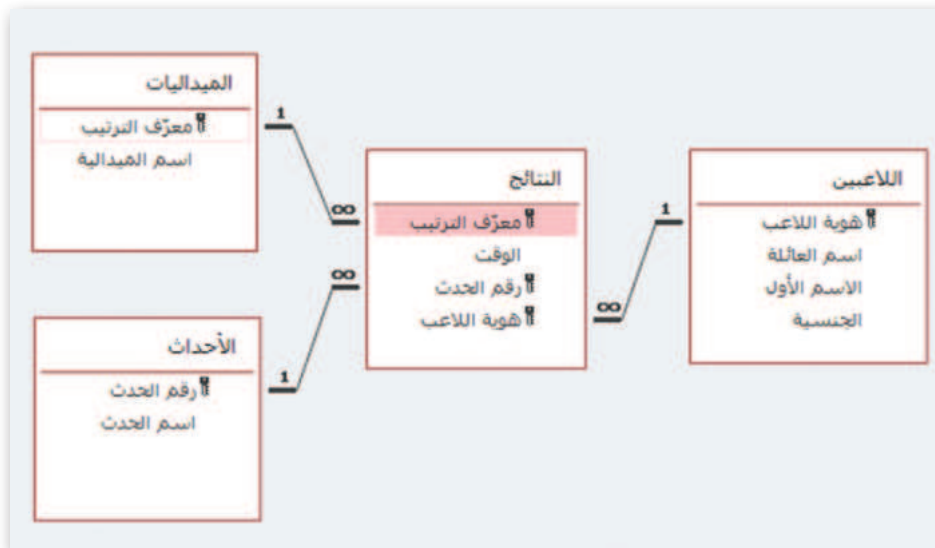 الميداليات
معرّف الترتيب
اسم الميدالية
1
∞
النتائج
معرّف الترتيب
الوقت
رقم الحدث
هوية اللاعب
∞
1
اللاعبين
هوية اللاعب
اسم العائلة
الاسم الأول
الجنسية
1
∞
الأحداث
رقم الحدث
اسم الحدث